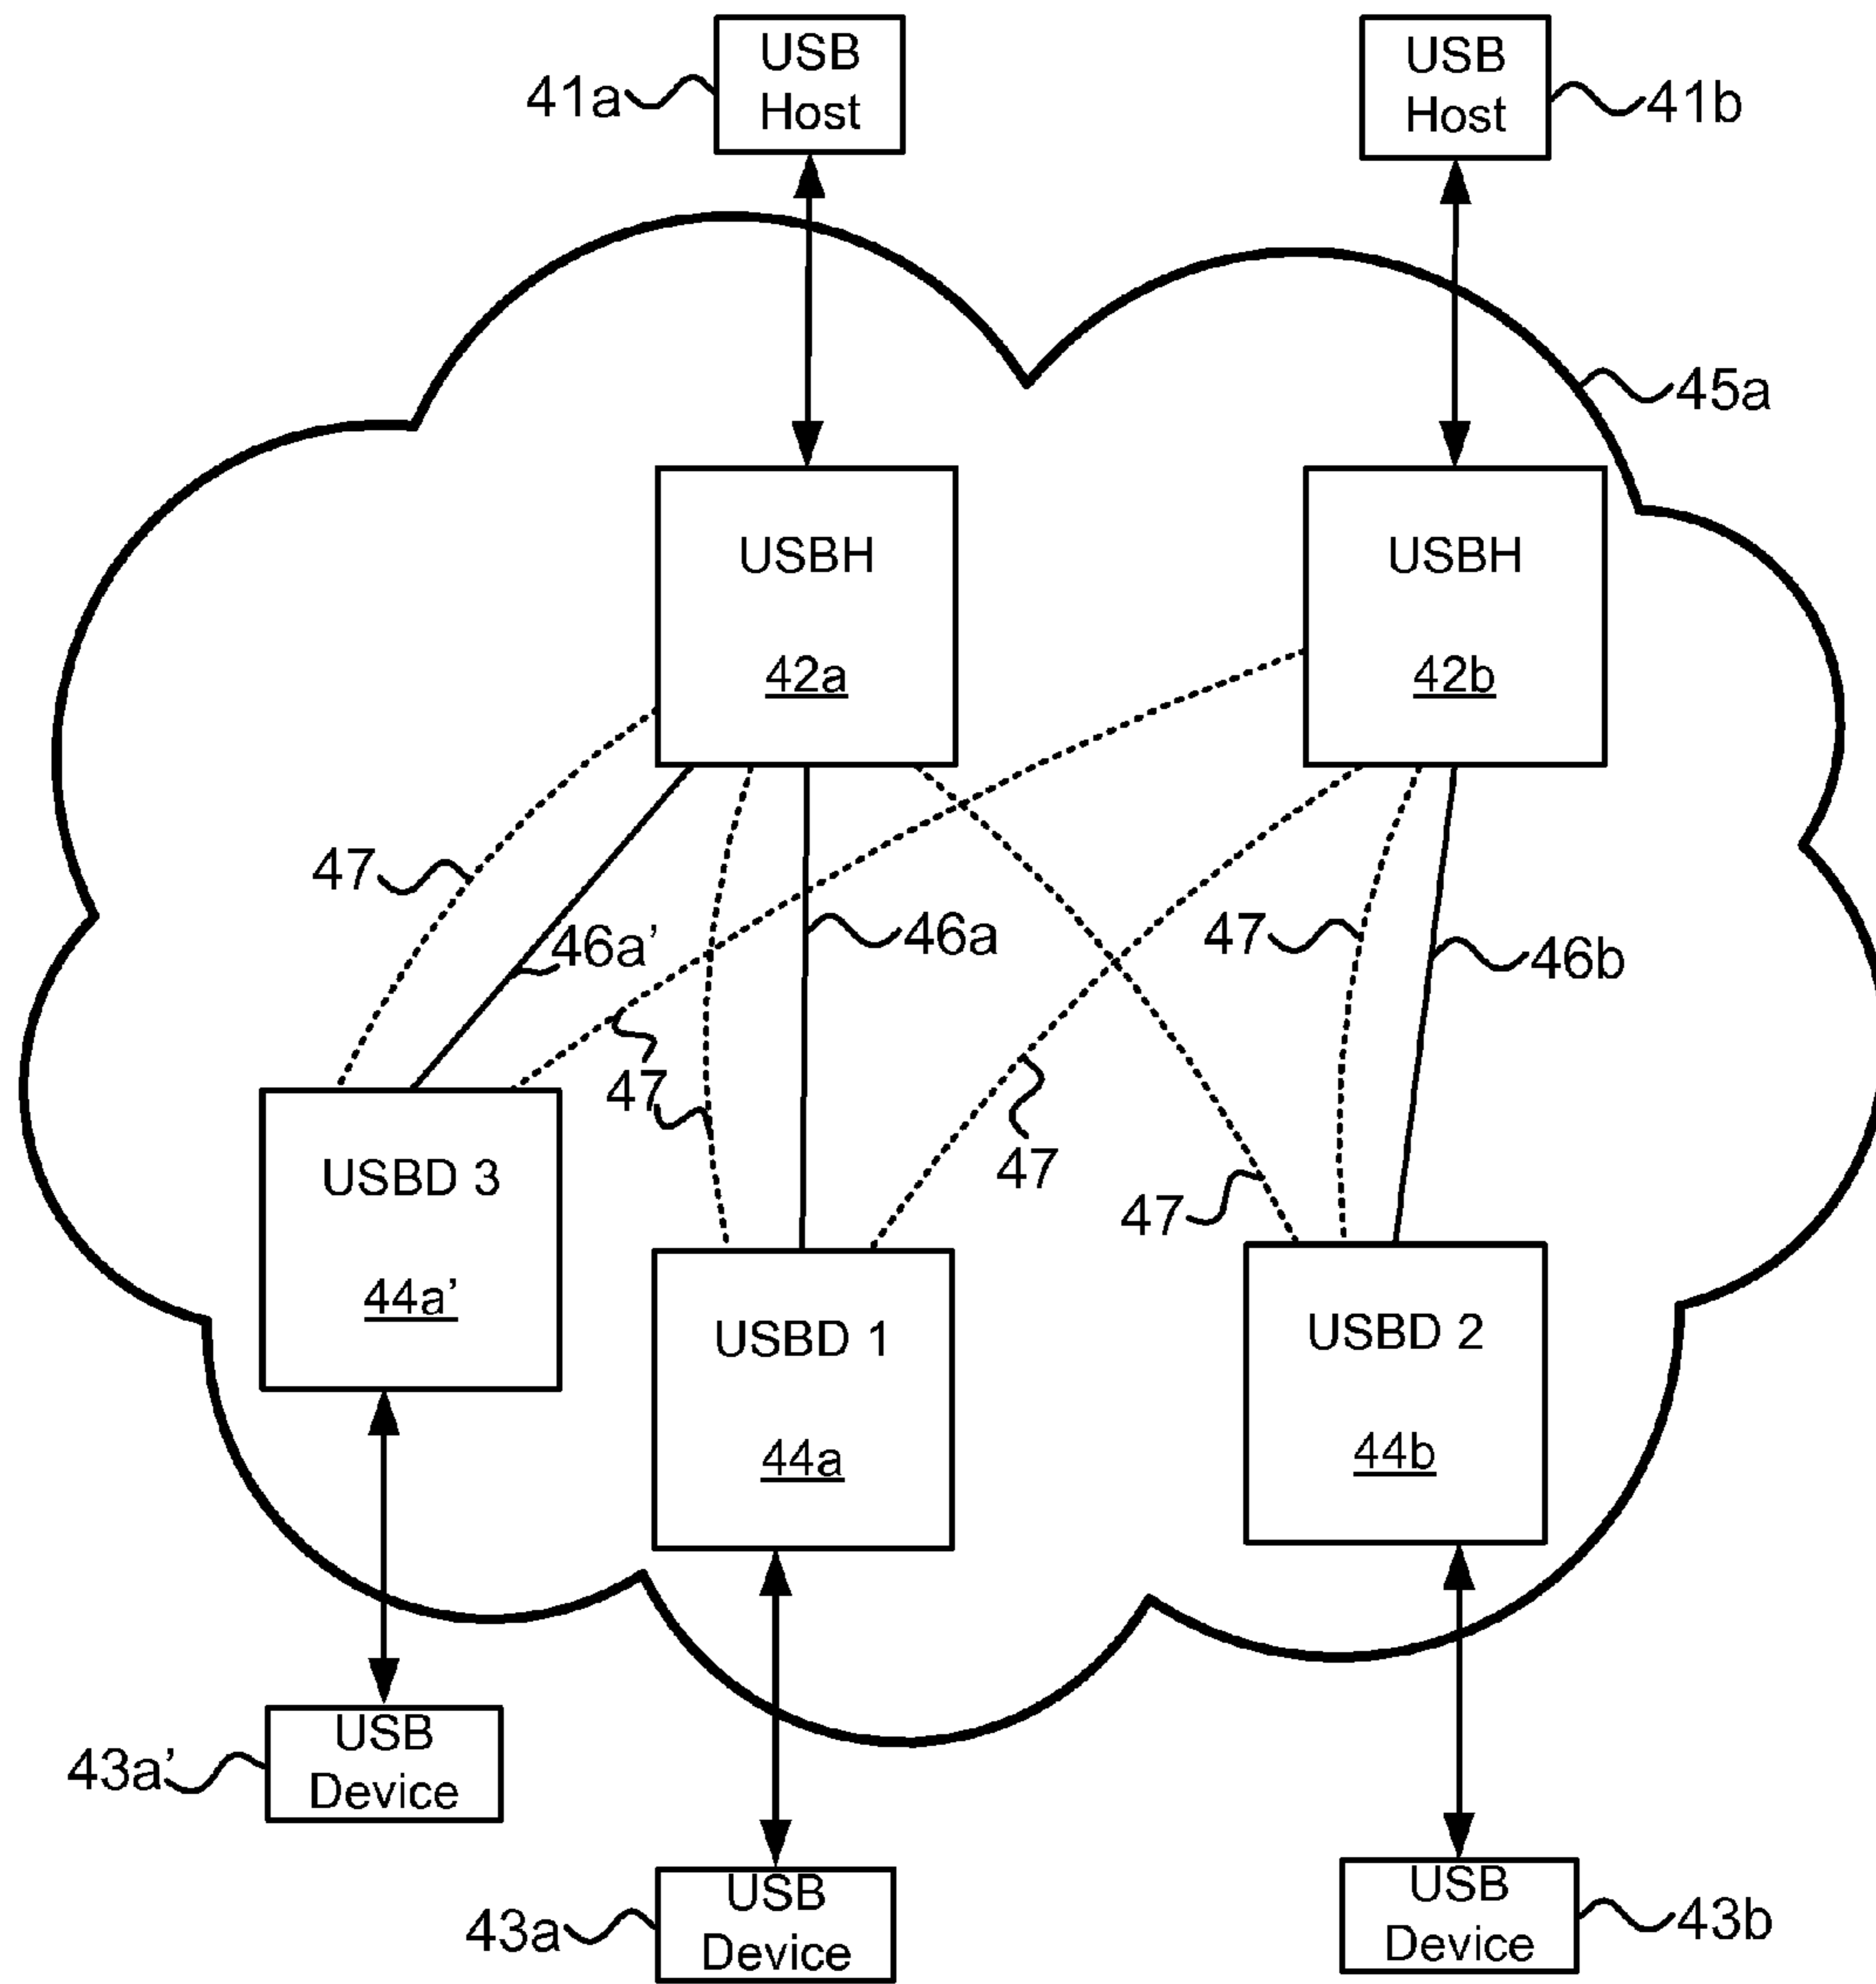 USB
Host
41a
USB
Host
41b
45a
USBH
42a
USBH
42b
47
46a’
46a
47
46b
47
47
47
USBD 3
44a’
USBD 1
44a
USBD 2
44b
USB
Device
43a’
USB
Device
43a
USB
Device
43b